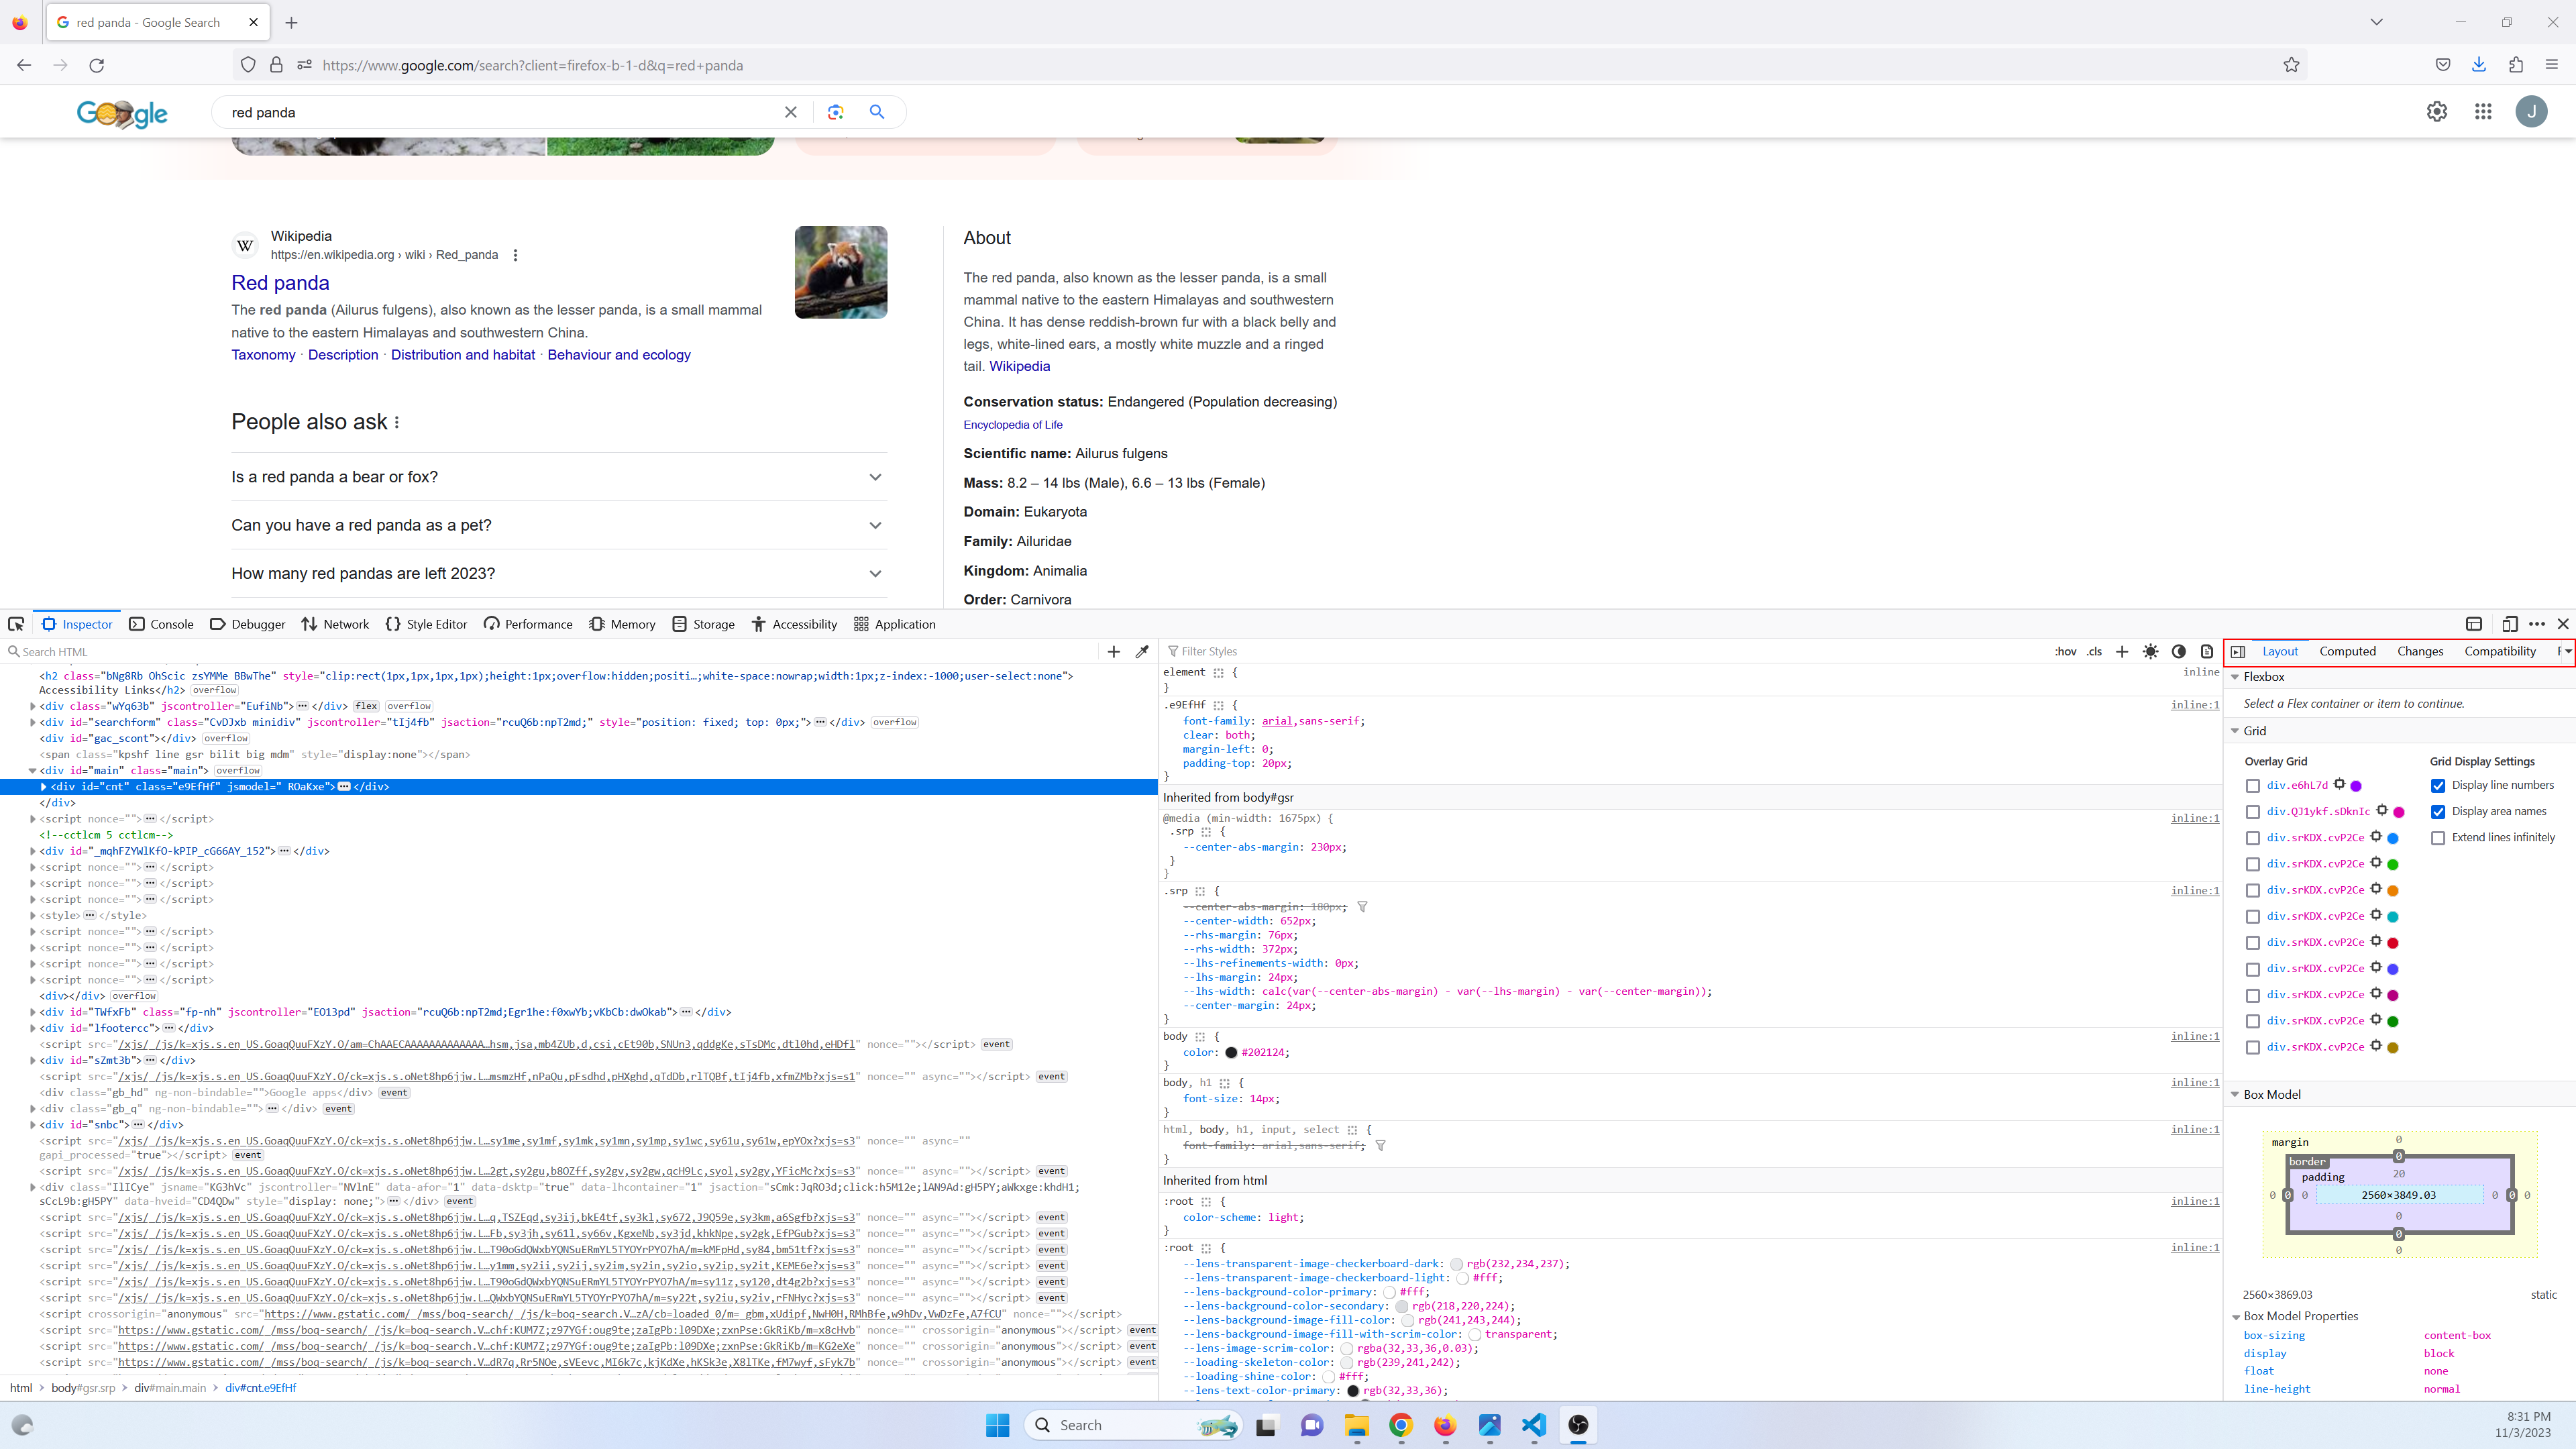 red panda - Google Search
https://www.google.com/search?client=firefox-b-1-d&q=red+panda
Google
red panda
J
W
Wikipedia
https://en.wikipedia.org › wiki › Red_panda
Red panda
The red panda (Ailurus fulgens), also known as the lesser panda, is a small mammal
native to the eastern Himalayas and southwestern China.
Taxonomy · Description · Distribution and habitat · Behaviour and ecology
People also ask
Is a red panda a bear or fox?
Can you have a red panda as a pet?
How many red pandas are left 2023?
About
The red panda, also known as the lesser panda, is a small
mammal native to the eastern Himalayas and southwestern
China. It has dense reddish-brown fur with a black belly and
legs, white-lined ears, a mostly white muzzle and a ringed
tail. Wikipedia
Conservation status: Endangered (Population decreasing)
Encyclopedia of Life
Scientific name: Ailurus fulgens
Mass: 8.2 – 14 lbs (Male), 6.6 – 13 lbs (Female)
Domain: Eukaryota
Family: Ailuridae
Kingdom: Animalia
Order: Carnivora
Inspector Console Debugger Network Style Editor Performance Memory Storage Accessibility Application
Search HTML
<h2 class="bNg8Rb OhScic zsYMMe BBwThe" style="clip:rect(1px,1px,1px,1px);height:1px;overflow:hidden;positi…;white-space:nowrap;width:1px;z-index:-1000;user-select:none">
Accessibility Links</h2> overflow
<div class="wYq63b" jscontroller="EufiNb">…</div> flex overflow
<div id="searchform" class="CvDJxb minidiv" jscontroller="tIj4fb" jsaction="rcuQ6b:npT2md;" style="position: fixed; top: 0px;">…</div> overflow
<div id="gac_scont"></div> overflow
<span class="kpshf line gsr bilit big mdm" style="display:none"></span>
<div id="main" class="main"> overflow
<div id="cnt" class="e9EfHf" jsmodel=" ROaKxe">…</div>
</div>
<script nonce="">…</script>
<!--cctlcm 5 cctlcm-->
<div id="_mqhFZYWlKfO-kPIP_cG66AY_152">…</div>
<script nonce="">…</script>
<script nonce="">…</script>
<script nonce="">…</script>
<style>…</style>
<script nonce="">…</script>
<script nonce="">…</script>
<script nonce="">…</script>
<script nonce="">…</script>
<div></div> overflow
<div id="TWfxFb" class="fp-nh" jscontroller="EO13pd" jsaction="rcuQ6b:npT2md;Egr1he:f0xwYb;vKbCb:dwOkab">…</div>
<div id="lfootercc">…</div>
<script src="/xjs/_/js/k=xjs.s.en_US.GoaqQuuFXzY.O/am=ChAAECAAAAAAAAAAAAA…hsm,jsa,mb4ZUb,d,csi,cEt90b,SNUn3,qddgKe,sTsDMc,dtl0hd,eHDfl" nonce=""></script> event
<div id="sZmt3b">…</div>
<script src="/xjs/_/js/k=xjs.s.en_US.GoaqQuuFXzY.O/ck=xjs.s.oNet8hp6jjw.L…msmzHf,nPaQu,pFsdhd,pHXghd,qTdDb,rlTQBf,tIj4fb,xfmZMb?xjs=s1" nonce="" async=""></script> event
<div class="gb_hd" ng-non-bindable="">Google apps</div> event
<div class="gb_q" ng-non-bindable="">…</div> event
<div id="snbc">…</div>
<script src="/xjs/_/js/k=xjs.s.en_US.GoaqQuuFXzY.O/ck=xjs.s.oNet8hp6jjw.L…sy1me,sy1mf,sy1mk,sy1mn,sy1mp,sy1wc,sy61u,sy61w,epYOx?xjs=s3" nonce="" async=""
gapi_processed="true"></script> event
<script src="/xjs/_/js/k=xjs.s.en_US.GoaqQuuFXzY.O/ck=xjs.s.oNet8hp6jjw.L…2gt,sy2gu,b8OZff,sy2gv,sy2gw,qcH9Lc,syol,sy2gy,YFicMc?xjs=s3" nonce="" async=""></script> event
<div class="IlICye" jsname="KG3hVc" jscontroller="NVlnE" data-afor="1" data-dsktp="true" data-lhcontainer="1" jsaction="sCmk:JqRO3d;click:h5M12e;lAN9Ad:gH5PY;aWkxge:khdH1;
sCcL9b:gH5PY" data-hveid="CD4QDw" style="display: none;">…</div> event
<script src="/xjs/_/js/k=xjs.s.en_US.GoaqQuuFXzY.O/ck=xjs.s.oNet8hp6jjw.L…q,TSZEqd,sy3ij,bkE4tf,sy3kl,sy672,J9Q59e,sy3km,a6Sgfb?xjs=s3" nonce="" async=""></script> event
<script src="/xjs/_/js/k=xjs.s.en_US.GoaqQuuFXzY.O/ck=xjs.s.oNet8hp6jjw.L…Fb,sy3jh,sy61l,sy66v,KgxeNb,sy3jd,khkNpe,sy2gk,EfPGub?xjs=s3" nonce="" async=""></script> event
<script src="/xjs/_/js/k=xjs.s.en_US.GoaqQuuFXzY.O/ck=xjs.s.oNet8hp6jjw.L…T90oGdQWxbYQNSuERmYL5TYOYrPYO7hA/m=kMFpHd,sy84,bm51tf?xjs=s3" nonce="" async=""></script> event
<script src="/xjs/_/js/k=xjs.s.en_US.GoaqQuuFXzY.O/ck=xjs.s.oNet8hp6jjw.L…y1mm,sy2ii,sy2ij,sy2im,sy2in,sy2io,sy2ip,sy2it,KEME6e?xjs=s3" nonce="" async=""></script> event
<script src="/xjs/_/js/k=xjs.s.en_US.GoaqQuuFXzY.O/ck=xjs.s.oNet8hp6jjw.L…T90oGdQWxbYQNSuERmYL5TYOYrPYO7hA/m=sy11z,sy120,dt4g2b?xjs=s3" nonce="" async=""></script> event
<script src="/xjs/_/js/k=xjs.s.en_US.GoaqQuuFXzY.O/ck=xjs.s.oNet8hp6jjw.L…QWxbYQNSuERmYL5TYOYrPYO7hA/m=sy22t,sy2iu,sy2iv,rFNHyc?xjs=s3" nonce="" async=""></script> event
<script crossorigin="anonymous" src="https://www.gstatic.com/_/mss/boq-search/_/js/k=boq-search.V…zA/cb=loaded_0/m=_gbm,xUdipf,NwH0H,RMhBfe,w9hDv,VwDzFe,A7fCU" nonce=""></script>
<script src="https://www.gstatic.com/_/mss/boq-search/_/js/k=boq-search.V…chf:KUM7Z;z97YGf:oug9te;zaIgPb:l09DXe;zxnPse:GkRiKb/m=x8cHvb" nonce="" crossorigin="anonymous"></script> event
<script src="https://www.gstatic.com/_/mss/boq-search/_/js/k=boq-search.V…chf:KUM7Z;z97YGf:oug9te;zaIgPb:l09DXe;zxnPse:GkRiKb/m=KG2eXe" nonce="" crossorigin="anonymous"></script> event
<script src="https://www.gstatic.com/_/mss/boq-search/_/js/k=boq-search.V…dR7q,Rr5NOe,sVEevc,MI6k7c,kjKdXe,hKSk3e,X8lTKe,fM7wyf,sFyk7b" nonce="" crossorigin="anonymous"></script> event
html › body#gsr.srp › div#main.main › div#cnt.e9EfHf
Filter Styles
:hov .cls
element { inline
}
.e9EfHf { inline:1
font-family: arial,sans-serif;
clear: both;
margin-left: 0;
padding-top: 20px;
}
Inherited from body#gsr
@media (min-width: 1675px) { inline:1
.srp {
--center-abs-margin: 230px;
}
}
.srp { inline:1
--center-abs-margin: 180px;
--center-width: 652px;
--rhs-margin: 76px;
--rhs-width: 372px;
--lhs-refinements-width: 0px;
--lhs-margin: 24px;
--lhs-width: calc(var(--center-abs-margin) - var(--lhs-margin) - var(--center-margin));
--center-margin: 24px;
}
body { inline:1
color: #202124;
}
body, h1 { inline:1
font-size: 14px;
}
html, body, h1, input, select { inline:1
font-family: arial,sans-serif;
}
Inherited from html
:root { inline:1
color-scheme: light;
}
:root { inline:1
--lens-transparent-image-checkerboard-dark: rgb(232,234,237);
--lens-transparent-image-checkerboard-light: #fff;
--lens-background-color-primary: #fff;
--lens-background-color-secondary: rgb(218,220,224);
--lens-background-image-fill-color: rgb(241,243,244);
--lens-background-image-fill-with-scrim-color: transparent;
--lens-image-scrim-color: rgba(32,33,36,0.03);
--loading-skeleton-color: rgb(239,241,242);
--loading-shine-color: #fff;
--lens-text-color-primary: rgb(32,33,36);
Layout Computed Changes Compatibility
Flexbox
Select a Flex container or item to continue.
Grid
Overlay Grid
div.e6hL7d
div.QJ1ykf.sDknIc
div.srKDX.cvP2Ce
div.srKDX.cvP2Ce
div.srKDX.cvP2Ce
div.srKDX.cvP2Ce
div.srKDX.cvP2Ce
div.srKDX.cvP2Ce
div.srKDX.cvP2Ce
div.srKDX.cvP2Ce
div.srKDX.cvP2Ce
Grid Display Settings
Display line numbers
Display area names
Extend lines infinitely
Box Model
margin 0
border 0
padding 20
0 0 0 2560×3849.03 0 0 0
0
0
0
2560×3869.03 static
Box Model Properties
box-sizing content-box
display block
float none
line-height normal
Search
8:31 PM
11/3/2023